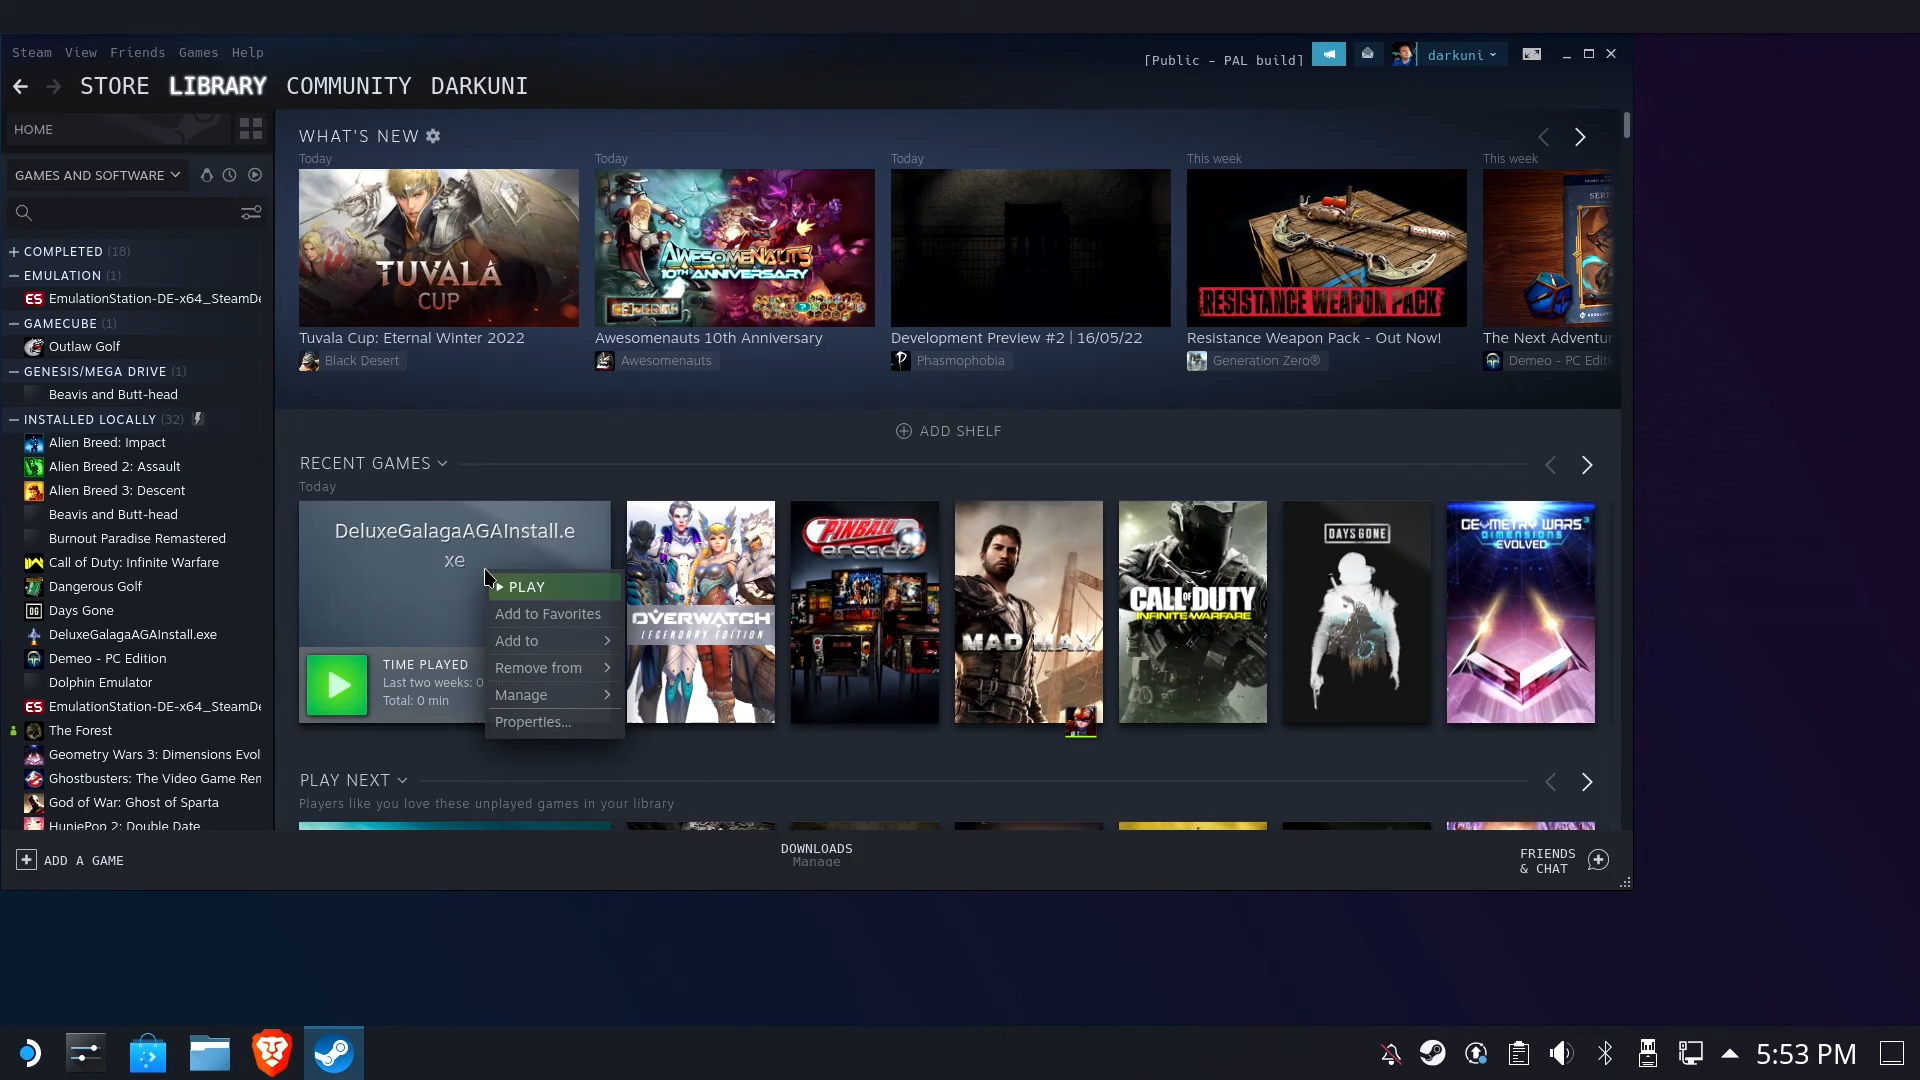 Steam View Friends Games Help
[Public - PAL build]
darkuni
STORE LIBRARY COMMUNITY DARKUNI
HOME
GAMES AND SOFTWARE
COMPLETED (18)
EMULATION (1)
ES EmulationStation-DE-x64_SteamDe
GAMECUBE (1)
Outlaw Golf
GENESIS/MEGA DRIVE (1)
Beavis and Butt-head
INSTALLED LOCALLY (32)
Alien Breed: Impact
Alien Breed 2: Assault
Alien Breed 3: Descent
Beavis and Butt-head
Burnout Paradise Remastered
Call of Duty: Infinite Warfare
Dangerous Golf
DG Days Gone
DeluxeGalagaAGAInstall.exe
Demeo - PC Edition
Dolphin Emulator
ES EmulationStation-DE-x64_SteamDe
The Forest
Geometry Wars 3: Dimensions Evol
Ghostbusters: The Video Game Rem
God of War: Ghost of Sparta
HuniePop 2: Double Date
WHAT'S NEW
Today
Today
Today
This week
This week
TUVALA
CUP
AWESOMENAUTS
10TH ANNIVERSARY
RESISTANCE WEAPON PACK
Tuvala Cup: Eternal Winter 2022
Awesomenauts 10th Anniversary
Development Preview #2 | 16/05/22
Resistance Weapon Pack - Out Now!
The Next Adventur
Black Desert
Awesomenauts
Phasmophobia
Generation Zero®
Demeo - PC Editi
ADD SHELF
RECENT GAMES
Today
DeluxeGalagaAGAInstall.e
xe
TIME PLAYED
Last two weeks: 0
Total: 0 min
PLAY
Add to Favorites
Add to
Remove from
Manage
Properties...
OVERWATCH
LEGENDARY EDITION
PINBALL
arcade
MAD MAX
CALL OF DUTY
INFINITE WARFARE
DAYS GONE
GEOMETRY WARS 3
DIMENSIONS
EVOLVED
PLAY NEXT
Players like you love these unplayed games in your library
ADD A GAME
DOWNLOADS
Manage
FRIENDS
& CHAT
5:53 PM